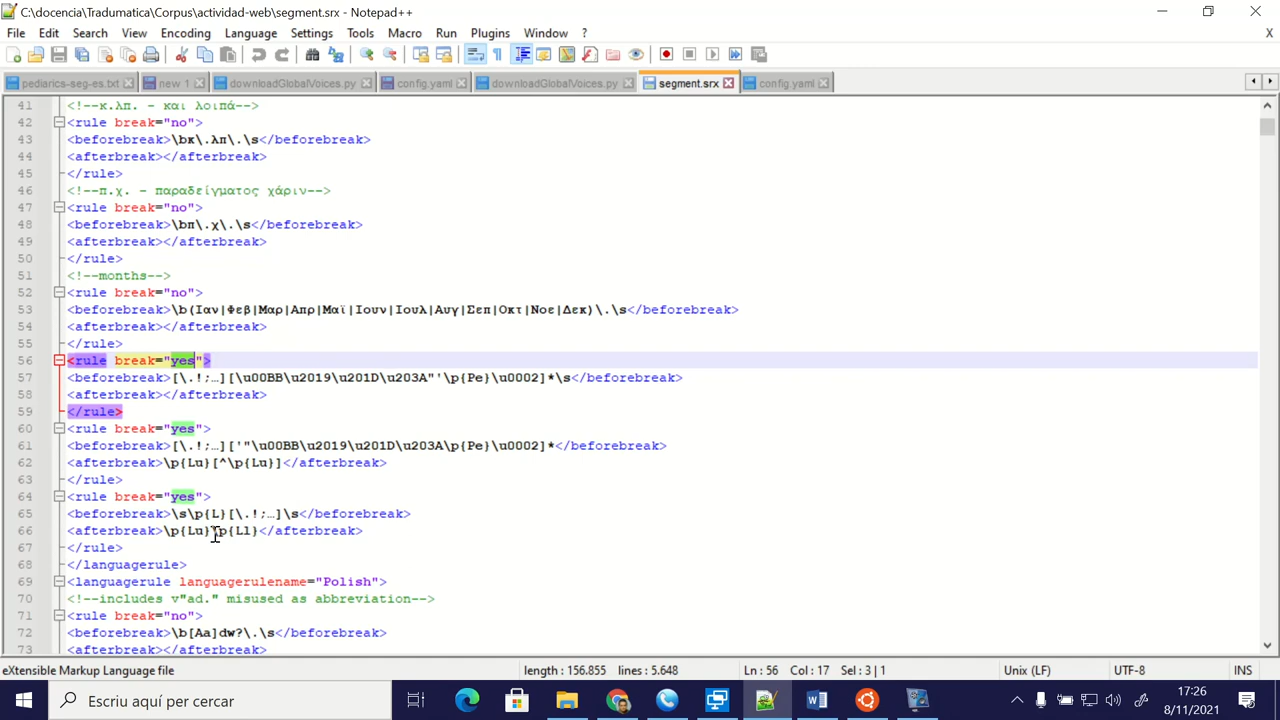 C:\docencia\Tradumatica\Corpus\actividad-web\segment.srx - Notepad++
File Edit Search View Encoding Language Settings Tools Macro Run Plugins Window ? X
pediarics-seg-es.txt new 1 downloadGlobalVoices.py config.yaml downloadGlobalVoices.py segment.srx config.yaml
41 <!--κ.λπ. - και λοιπά-->
42 <rule break="no">
43 <beforebreak>\bκ\.λπ\.\s</beforebreak>
44 <afterbreak></afterbreak>
45 </rule>
46 <!--π.χ. - παραδείγματος χάριν-->
47 <rule break="no">
48 <beforebreak>\bπ\.χ\.\s</beforebreak>
49 <afterbreak></afterbreak>
50 </rule>
51 <!--months-->
52 <rule break="no">
53 <beforebreak>\b(Ιαν|Φεβ|Μαρ|Απρ|Μαϊ|Ιουν|Ιουλ|Αυγ|Σεπ|Οκτ|Νοε|Δεκ)\.\s</beforebreak>
54 <afterbreak></afterbreak>
55 </rule>
56 <rule break="yes">
57 <beforebreak>[\.!;…][\u00BB\u2019\u201D\u203A"'\p{Pe}\u0002]*\s</beforebreak>
58 <afterbreak></afterbreak>
59 </rule>
60 <rule break="yes">
61 <beforebreak>[\.!;…]['"\u00BB\u2019\u201D\u203A\p{Pe}\u0002]*</beforebreak>
62 <afterbreak>\p{Lu}[^\p{Lu}]</afterbreak>
63 </rule>
64 <rule break="yes">
65 <beforebreak>\s\p{L}[\.!;…]\s</beforebreak>
66 <afterbreak>\p{Lu}\p{Ll}</afterbreak>
67 </rule>
68 </languagerule>
69 <languagerule languagerulename="Polish">
70 <!--includes v"ad." misused as abbreviation-->
71 <rule break="no">
72 <beforebreak>\b[Aa]dw?\.\s</beforebreak>
73 <afterbreak></afterbreak>
eXtensible Markup Language file length : 156.855 lines : 5.648 Ln : 56 Col : 17 Sel : 3 | 1 Unix (LF) UTF-8 INS
Escriu aquí per cercar 17:26
8/11/2021